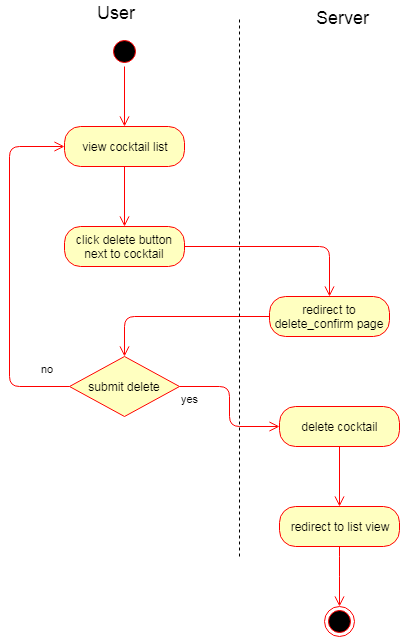 User
Server
view cocktail list
click delete button
next to cocktail
redirect to
delete_confirm page
no
submit delete
yes
delete cocktail
redirect to list view